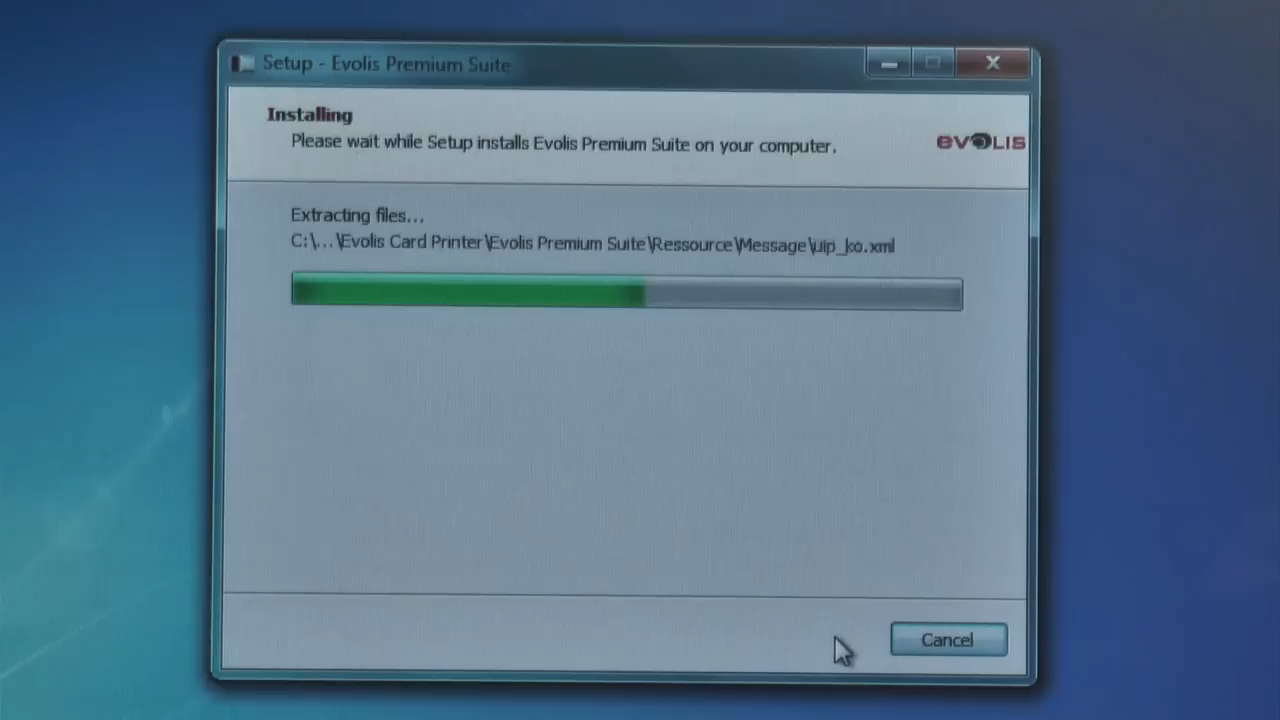 Setup - Evolis Premium Suite
Installing
Please wait while Setup installs Evolis Premium Suite on your computer.
evOLIS
Extracting files...
C:\...\Evolis Card Printer\Evolis Premium Suite\Ressource\Message\uip_ko.xml
Cancel